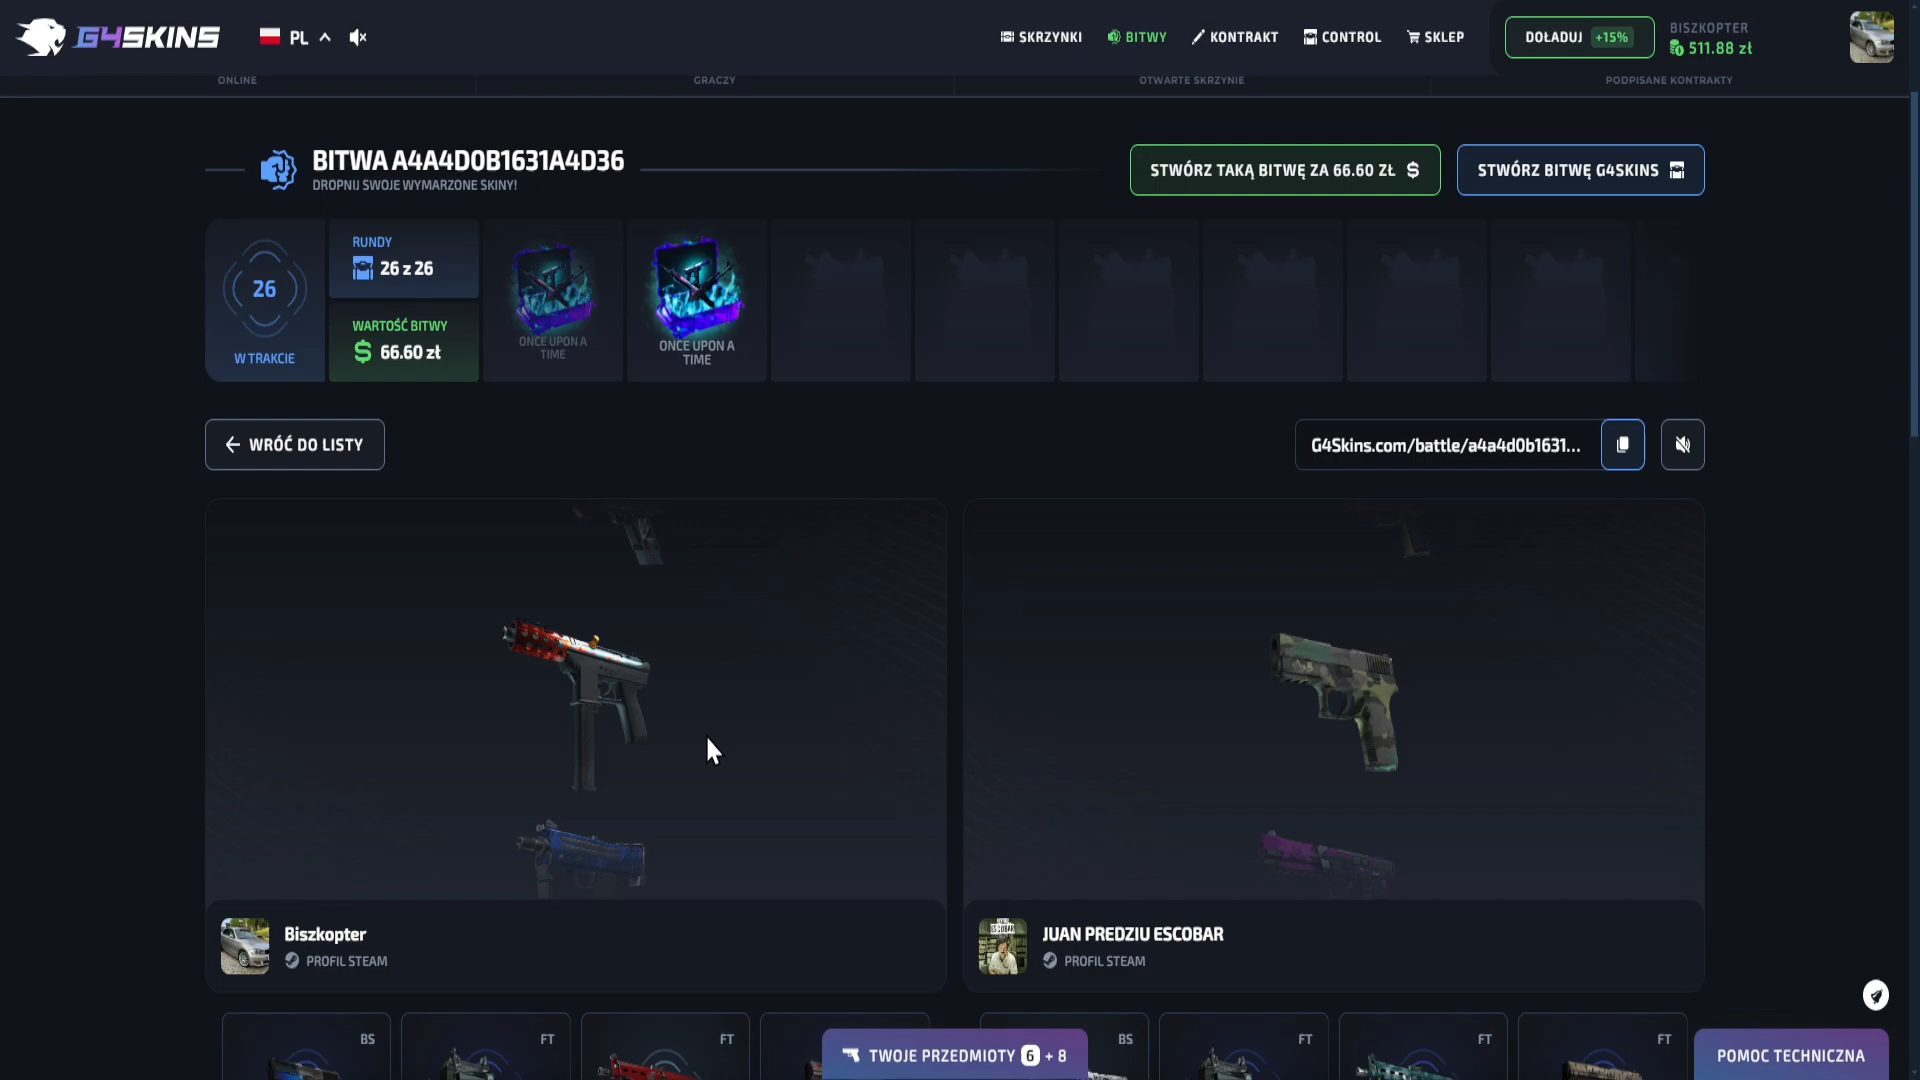 G4SKINS
PL
SKRZYNKI
BITWY
KONTRAKT
CONTROL
SKLEP
DOŁADUJ +15%
BISZKOPTER
511.88 zł
ONLINE
GRACZY
OTWARTE SKRZYNIE
PODPISANE KONTRAKTY
BITWA A4A4D0B1631A4D36
DROPNIJ SWOJE WYMARZONE SKINY!
STWÓRZ TAKĄ BITWĘ ZA 66.60 ZŁ
STWÓRZ BITWĘ G4SKINS
26
W TRAKCIE
RUNDY
26 z 26
WARTOŚĆ BITWY
66.60 zł
ONCE UPON A
TIME
ONCE UPON A
TIME
WRÓĆ DO LISTY
G4Skins.com/battle/a4a4d0b1631...
Biszkopter
PROFIL STEAM
JUAN PREDZIU ESCOBAR
PROFIL STEAM
BS
FT
FT
BS
FT
FT
FT
TWOJE PRZEDMIOTY 6 + 8
POMOC TECHNICZNA